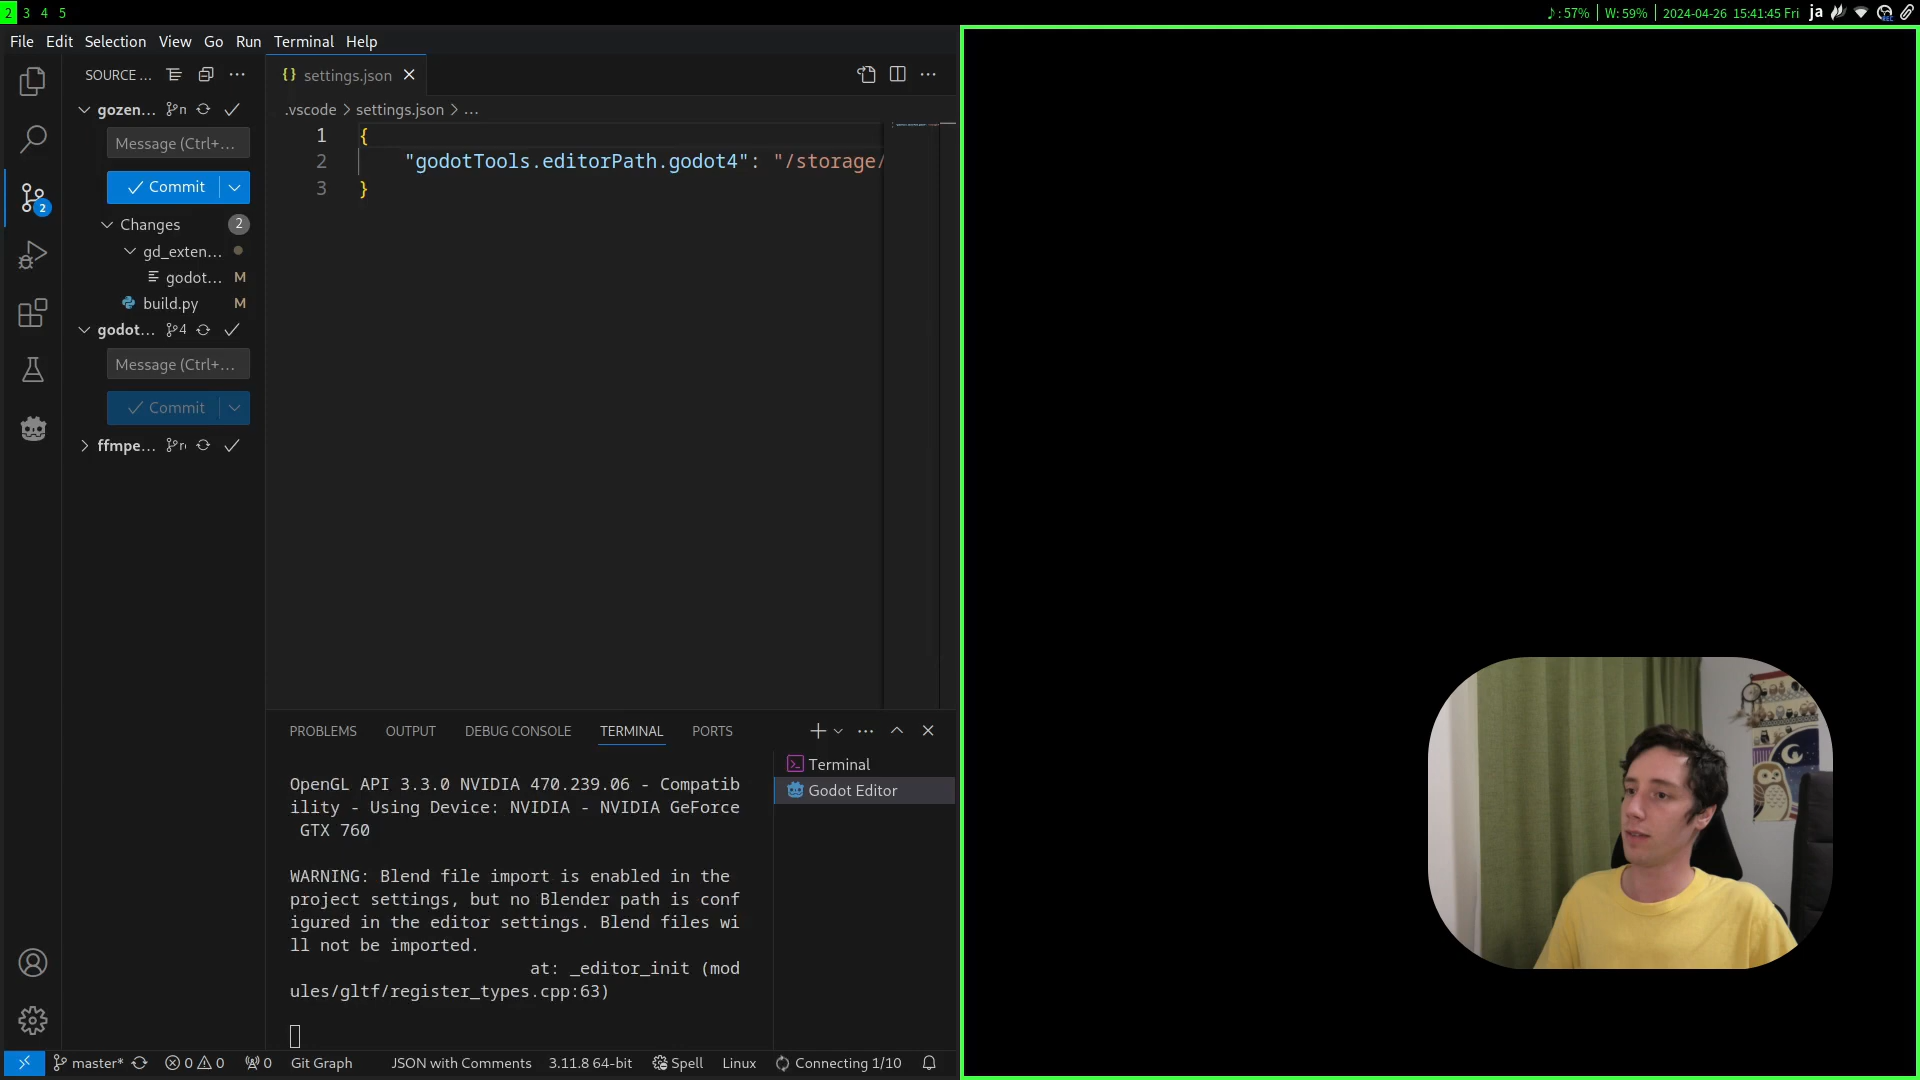 2 3 4 5
♪: 57% | W: 59% | 2024-04-26 15:41:45 Fri ja
File Edit Selection View Go Run Terminal Help
SOURCE ...
settings.json
.vscode > settings.json > ...
gozen...
Message (Ctrl+...
Commit
2
Changes 2
gd_exten...
godot... M
build.py M
godot... 4
Message (Ctrl+...
Commit
ffmpe...
1 {
2 "godotTools.editorPath.godot4": "/storage/
3 }
PROBLEMS OUTPUT DEBUG CONSOLE TERMINAL PORTS
Terminal
Godot Editor
OpenGL API 3.3.0 NVIDIA 470.239.06 - Compatib
ility - Using Device: NVIDIA - NVIDIA GeForce
GTX 760
WARNING: Blend file import is enabled in the
project settings, but no Blender path is conf
igured in the editor settings. Blend files wi
ll not be imported.
at: _editor_init (mod
ules/gltf/register_types.cpp:63)
master* 0 0 0 Git Graph JSON with Comments 3.11.8 64-bit Spell Linux Connecting 1/10